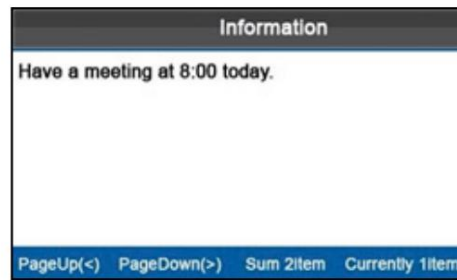 Information
Have a meeting at 8:00 today.
PageUp(<) PageDown(>) Sum 2item Currently 1item